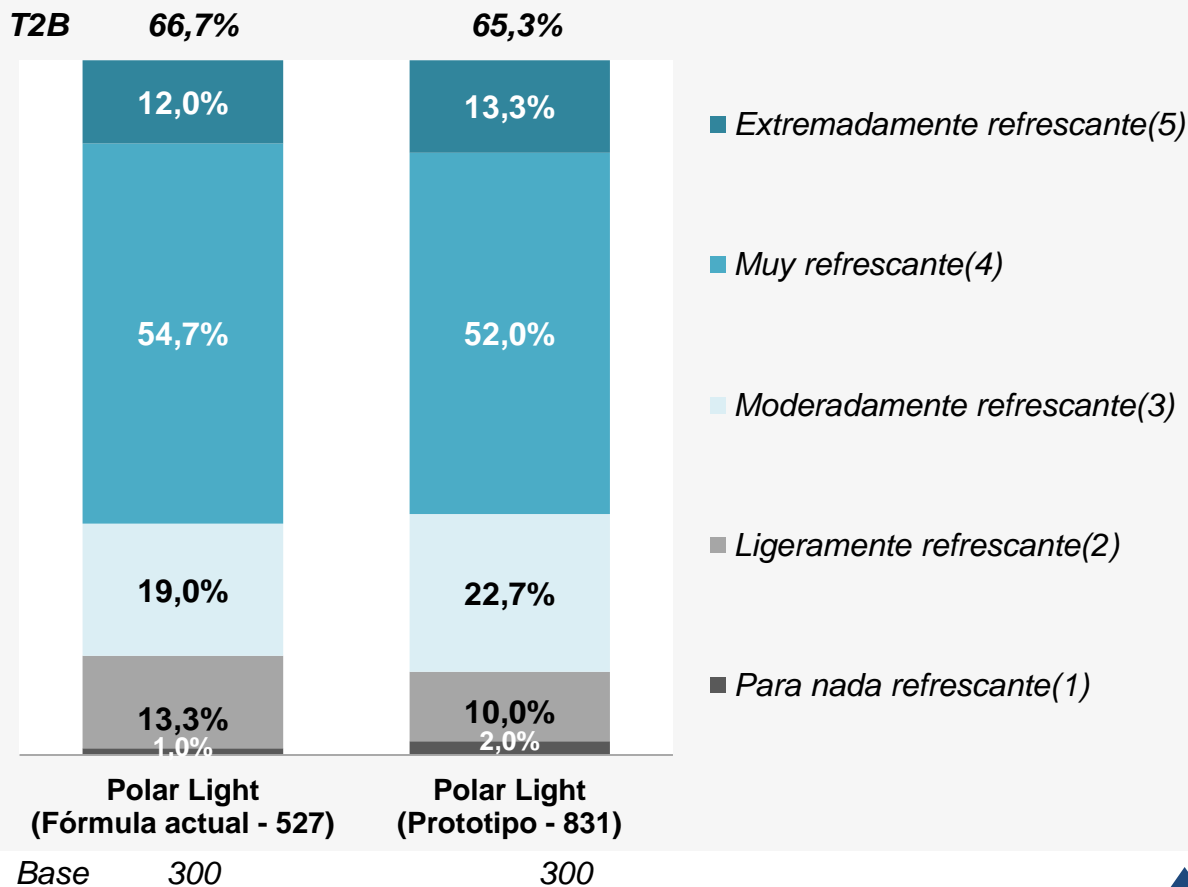 T2B 66,7% 65,3%
12,0% 13,3%
Extremadamente refrescante(5)
Muy refrescante(4)
54,7% 52,0%
Moderadamente refrescante(3)
19,0% 22,7%
Ligeramente refrescante(2)
13,3% 10,0%
1,0% 2,0%
Para nada refrescante(1)
Polar Light Polar Light
(Fórmula actual - 527) (Prototipo - 831)
Base 300 300